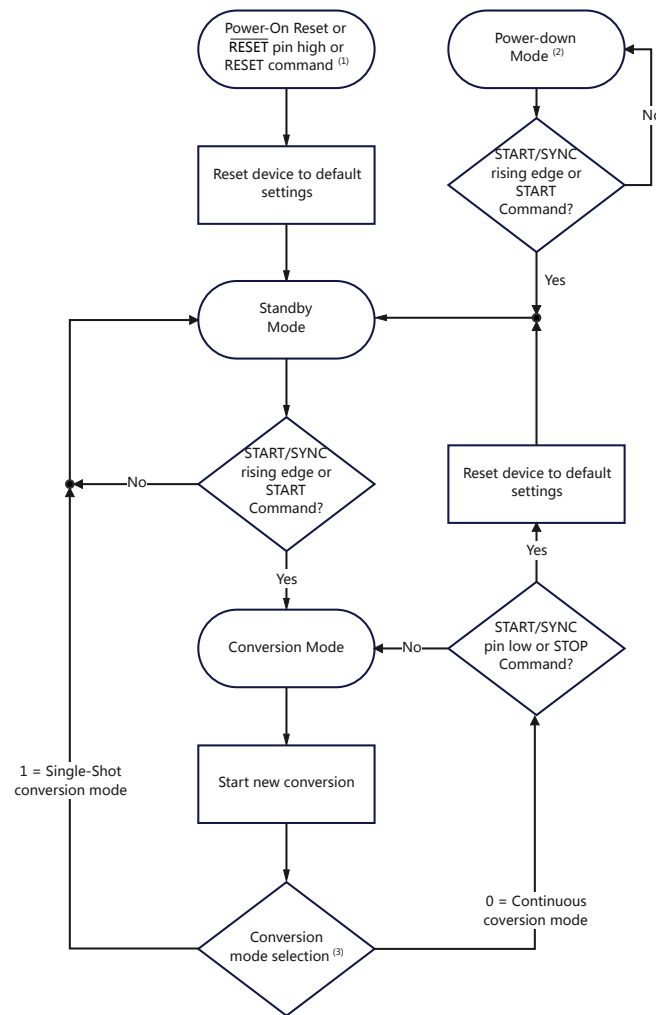 Power-On Reset or
RESET pin high or
RESET command (1)
Power-down
Mode (2)
No
START/SYNC
rising edge or
START
Command?
Reset device to default
settings
Yes
Standby
Mode
START/SYNC
rising edge or
START
Command?
No
Reset device to default
settings
Yes
Yes
Conversion Mode
No
START/SYNC
pin low or STOP
Command?
1 = Single-Shot
conversion mode
Start new conversion
0 = Continuous
coversion mode
Conversion
mode selection (3)